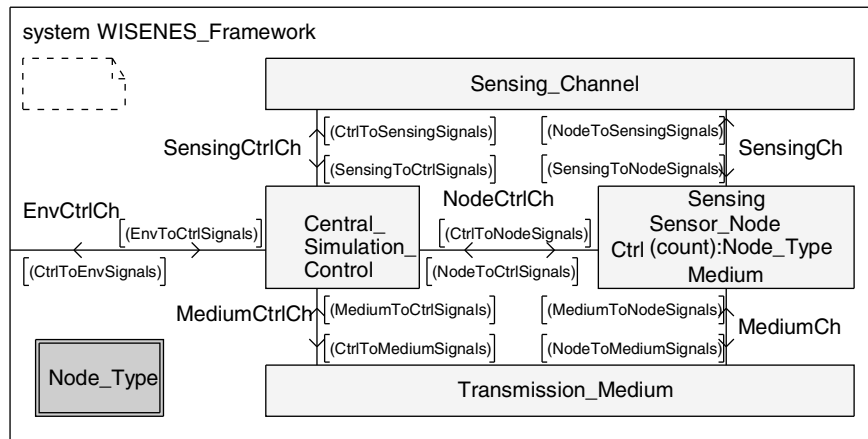 system WISENES_Framework
Sensing_Channel
[(CtrlToSensingSignals)]
[(NodeToSensingSignals)]
SensingCtrlCh
SensingCh
[(SensingToCtrlSignals)]
[(SensingToNodeSignals)]
EnvCtrlCh
[(EnvToCtrlSignals)]
[(CtrlToEnvSignals)]
Central_
Simulation_
Control
NodeCtrlCh
[(CtrlToNodeSignals)]
[(NodeToCtrlSignals)]
Sensing
Sensor_Node
Ctrl (count):Node_Type
Medium
MediumCtrlCh
[(MediumToCtrlSignals)]
[(MediumToNodeSignals)]
MediumCh
[(CtrlToMediumSignals)]
[(NodeToMediumSignals)]
Node_Type
Transmission_Medium